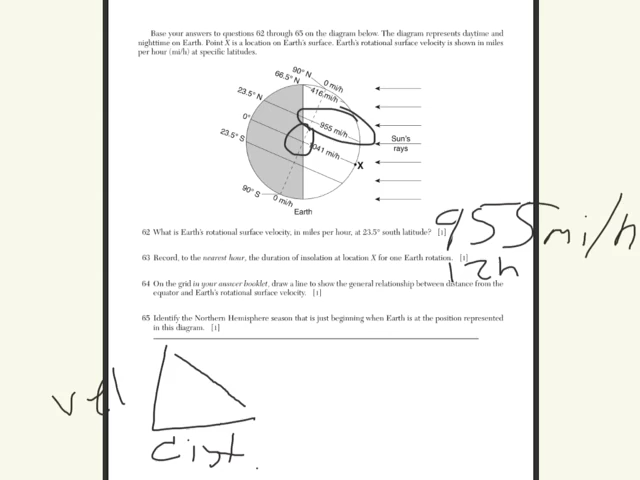 Base your answers to questions 62 through 65 on the diagram below. The diagram represents daytime and
nighttime on Earth. Point X is a location on Earth's surface. Earth's rotational surface velocity is shown in miles
per hour (mi/h) at specific latitudes.
90° N
0 mi/h
66.5° N
416 mi/h
23.5° N
955 mi/h
0°
1041 mi/h
23.5° S
Sun's
rays
X
90° S
0 mi/h
Earth
62 What is Earth's rotational surface velocity, in miles per hour, at 23.5° south latitude? [1]
955mi/h
63 Record, to the nearest hour, the duration of insolation at location X for one Earth rotation. [1]
12h
64 On the grid in your answer booklet, draw a line to show the general relationship between distance from the
equator and Earth's rotational surface velocity. [1]
65 Identify the Northern Hemisphere season that is just beginning when Earth is at the position represented
in this diagram. [1]
vel
dist.